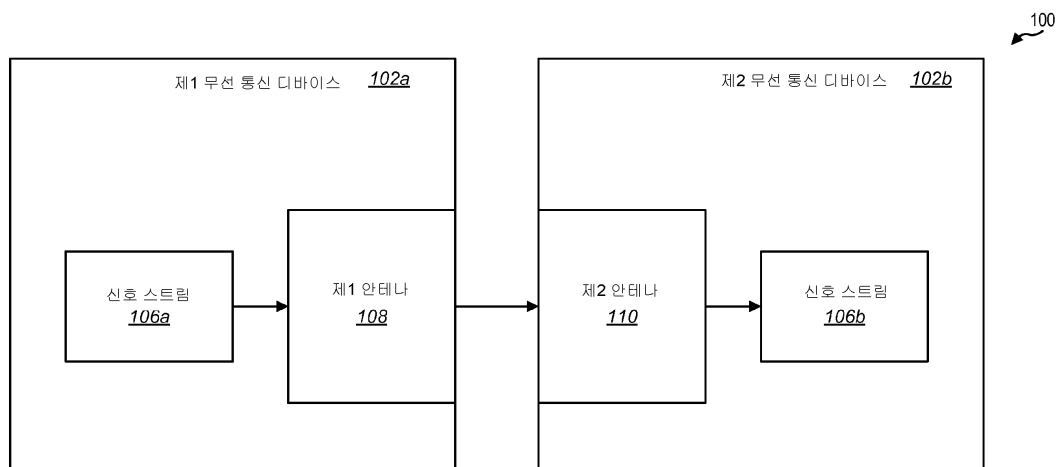 100
제1 무선 통신 디바이스 102a
제2 무선 통신 디바이스 102b
신호 스트림
106a
제1 안테나
108
제2 안테나
110
신호 스트림
106b